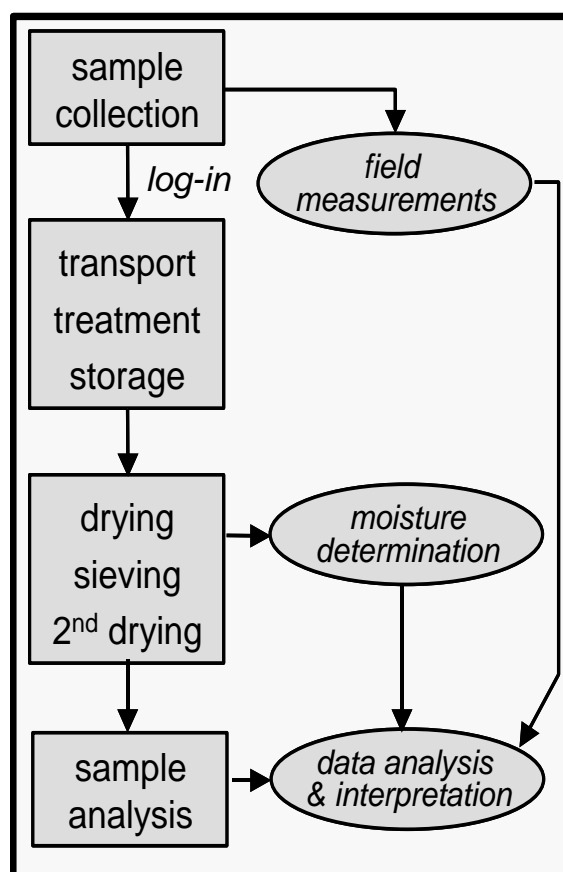 sample
collection
log-in
field
measurements
transport
treatment
storage
drying
sieving
2nd drying
moisture
determination
sample
analysis
data analysis
& interpretation